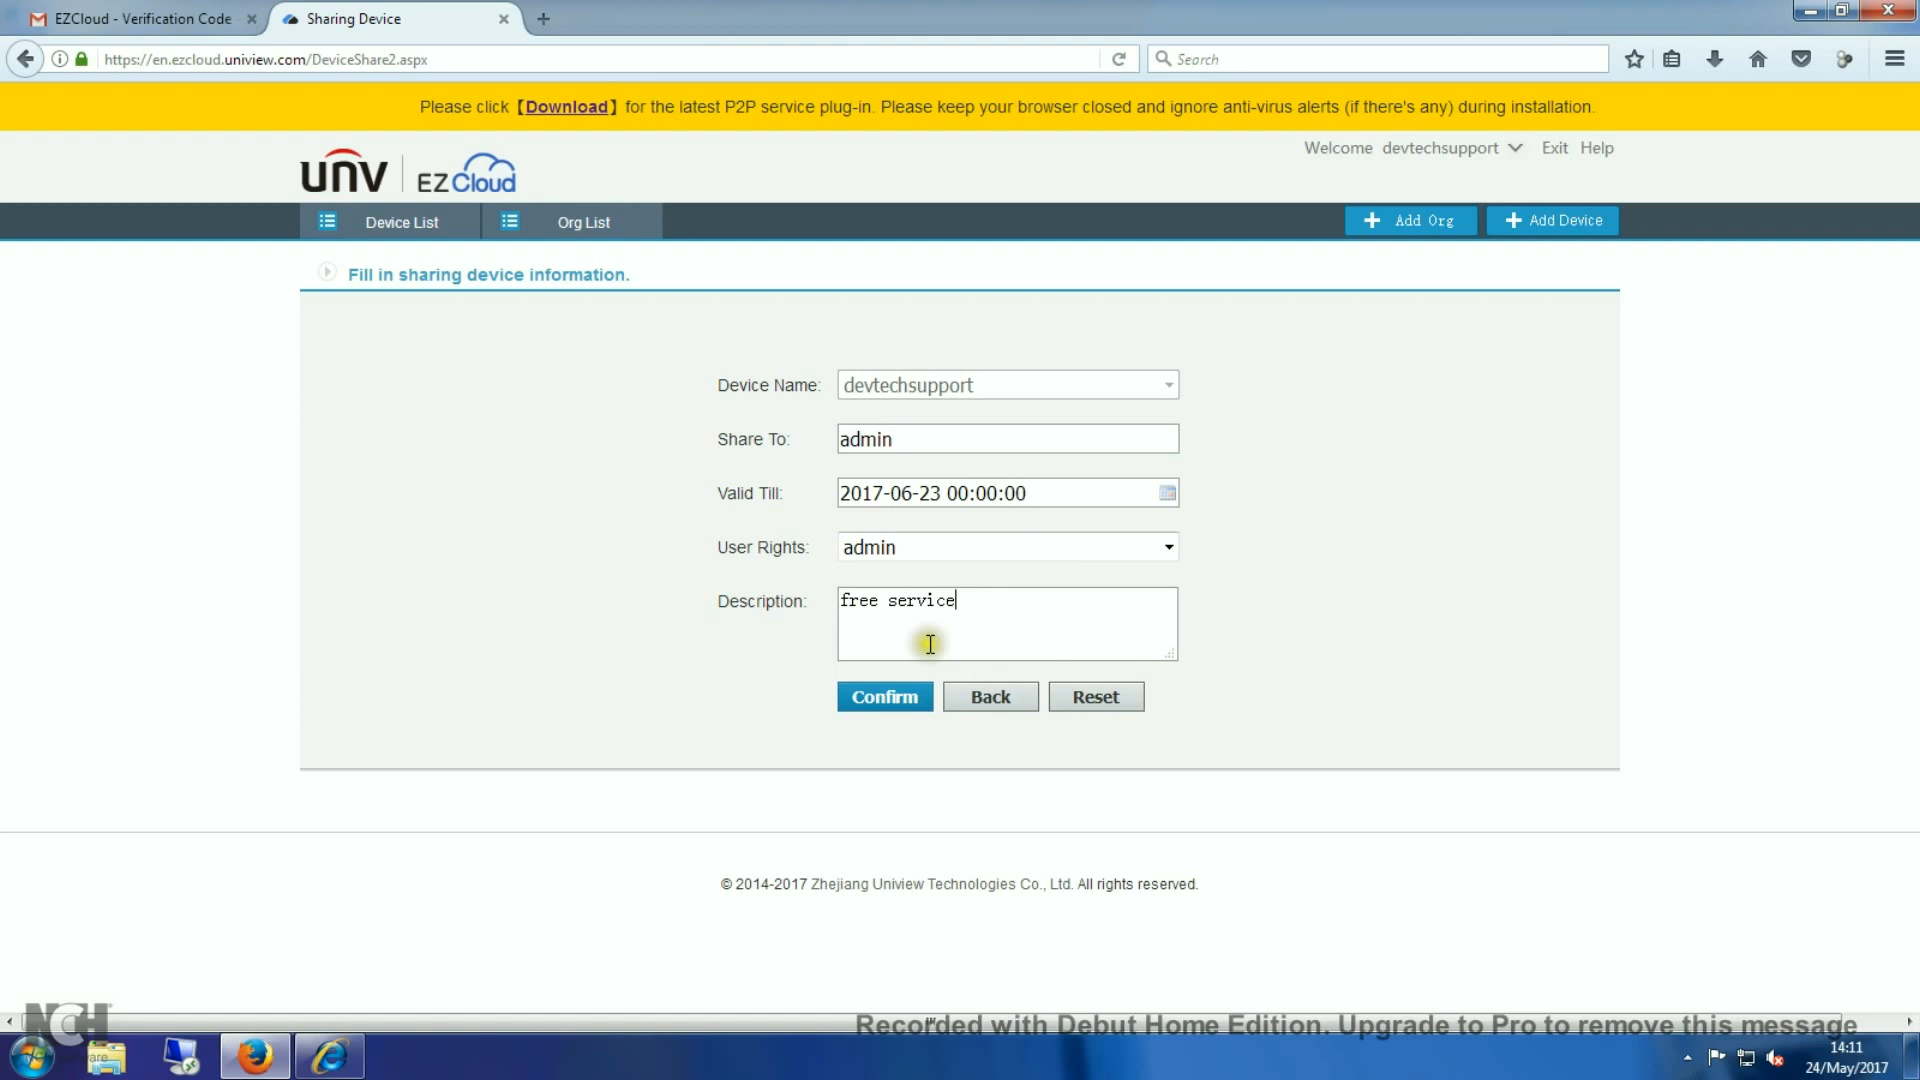 EZCloud - Verification Code
Sharing Device
https://en.ezcloud.uniview.com/DeviceShare2.aspx
Search
Please click【Download】for the latest P2P service plug-in. Please keep your browser closed and ignore anti-virus alerts (if there's any) during installation.
unv EZCloud
Welcome devtechsupport Exit Help
Device List
Org List
Add Org
Add Device
Fill in sharing device information.
Device Name: devtechsupport
Share To: admin
Valid Till: 2017-06-23 00:00:00
User Rights: admin
Description: free service
Confirm Back Reset
© 2014-2017 Zhejiang Uniview Technologies Co., Ltd. All rights reserved.
NCH
Recorded with Debut Home Edition. Upgrade to Pro to remove this message
14:11
24/May/2017